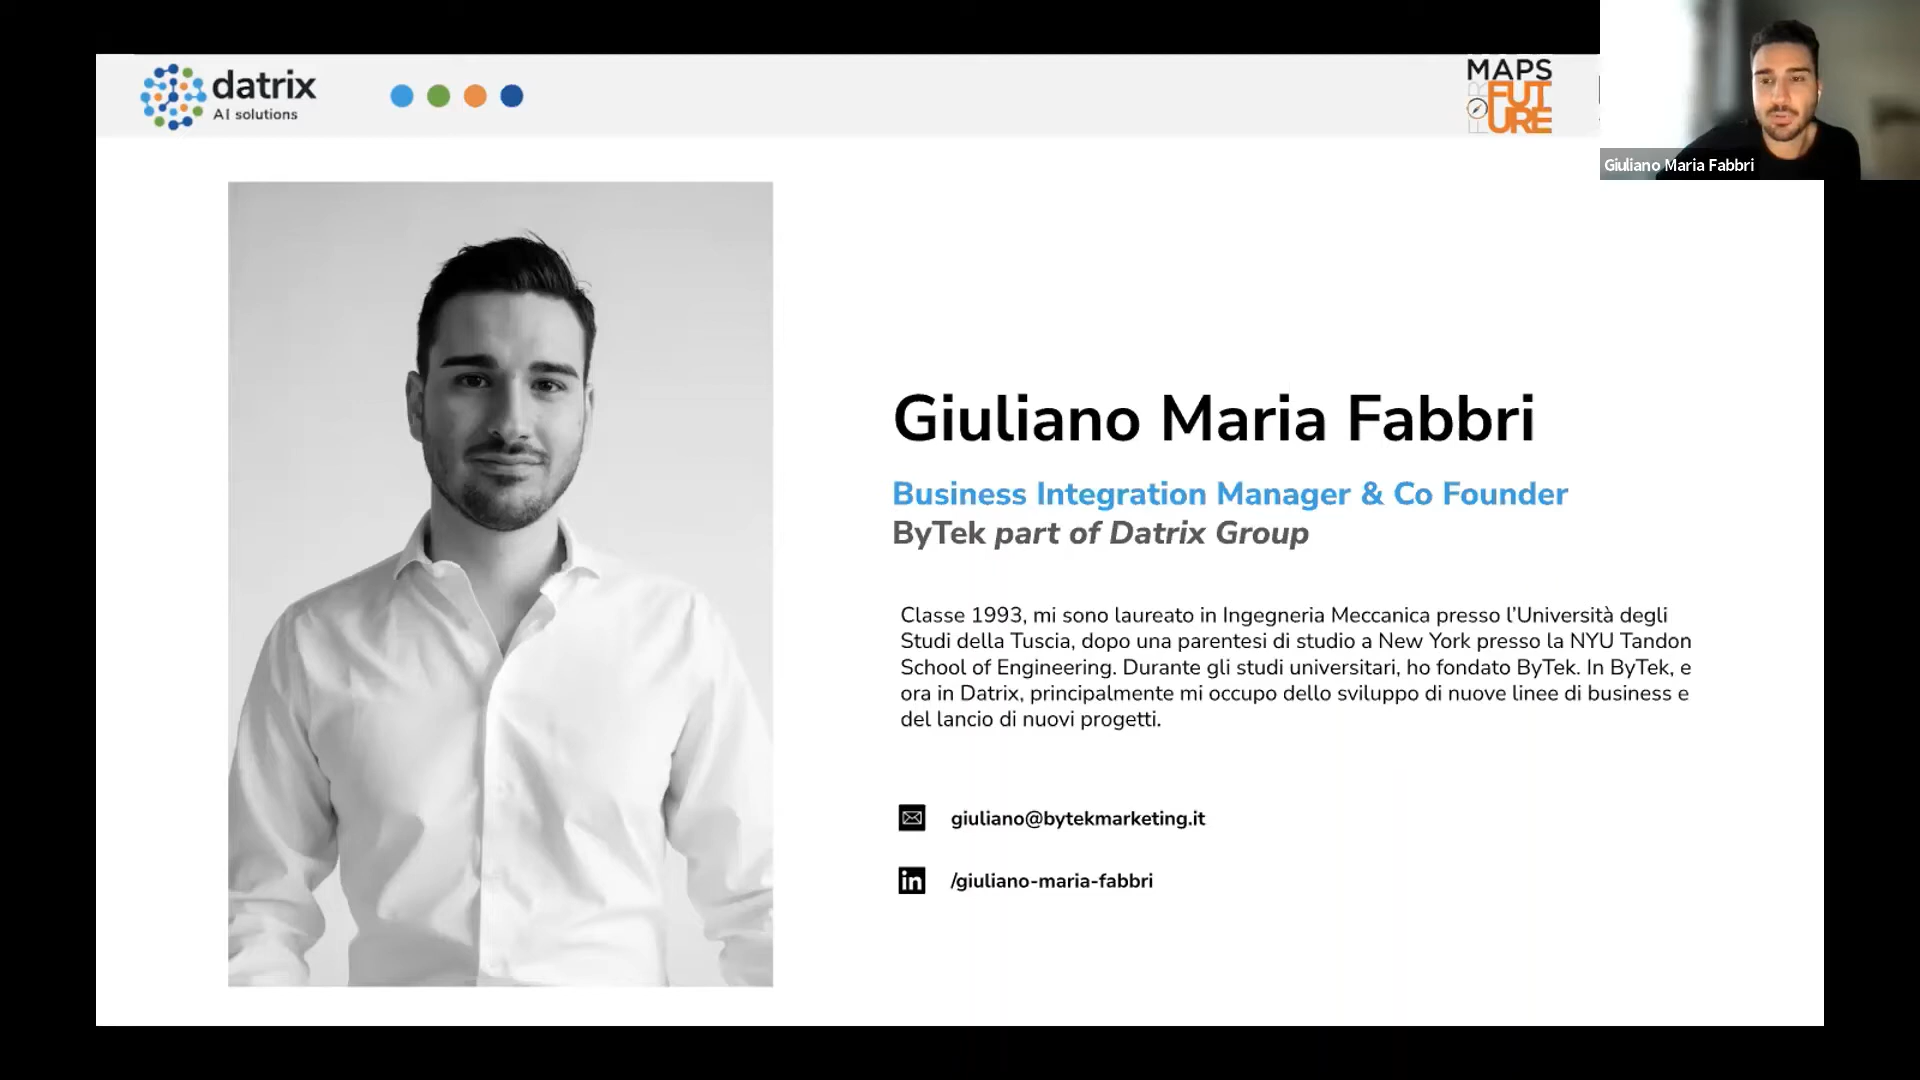 datrix
AI solutions
MAPS
FOR
FUTURE
Giuliano Maria Fabbri
Giuliano Maria Fabbri
Business Integration Manager & Co Founder
ByTek part of Datrix Group
Classe 1993, mi sono laureato in Ingegneria Meccanica presso l’Università degli
Studi della Tuscia, dopo una parentesi di studio a New York presso la NYU Tandon
School of Engineering. Durante gli studi universitari, ho fondato ByTek. In ByTek, e
ora in Datrix, principalmente mi occupo dello sviluppo di nuove linee di business e
del lancio di nuovi progetti.
giuliano@bytekmarketing.it
in
/giuliano-maria-fabbri